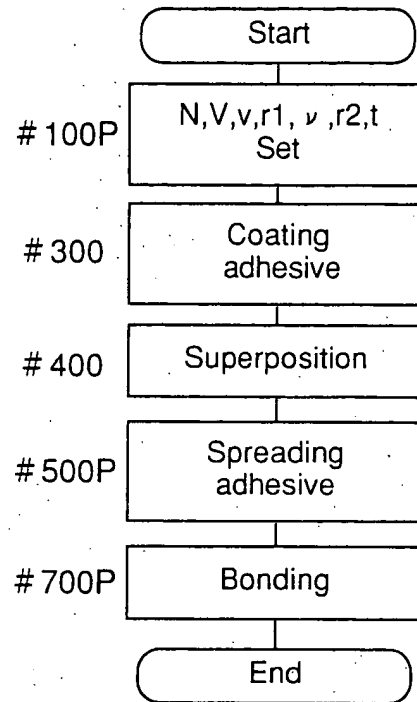 Start
#100P
N,V,v,r1, ν ,r2,t
Set
#300
Coating
adhesive
#400
Superposition
#500P
Spreading
adhesive
#700P
Bonding
End